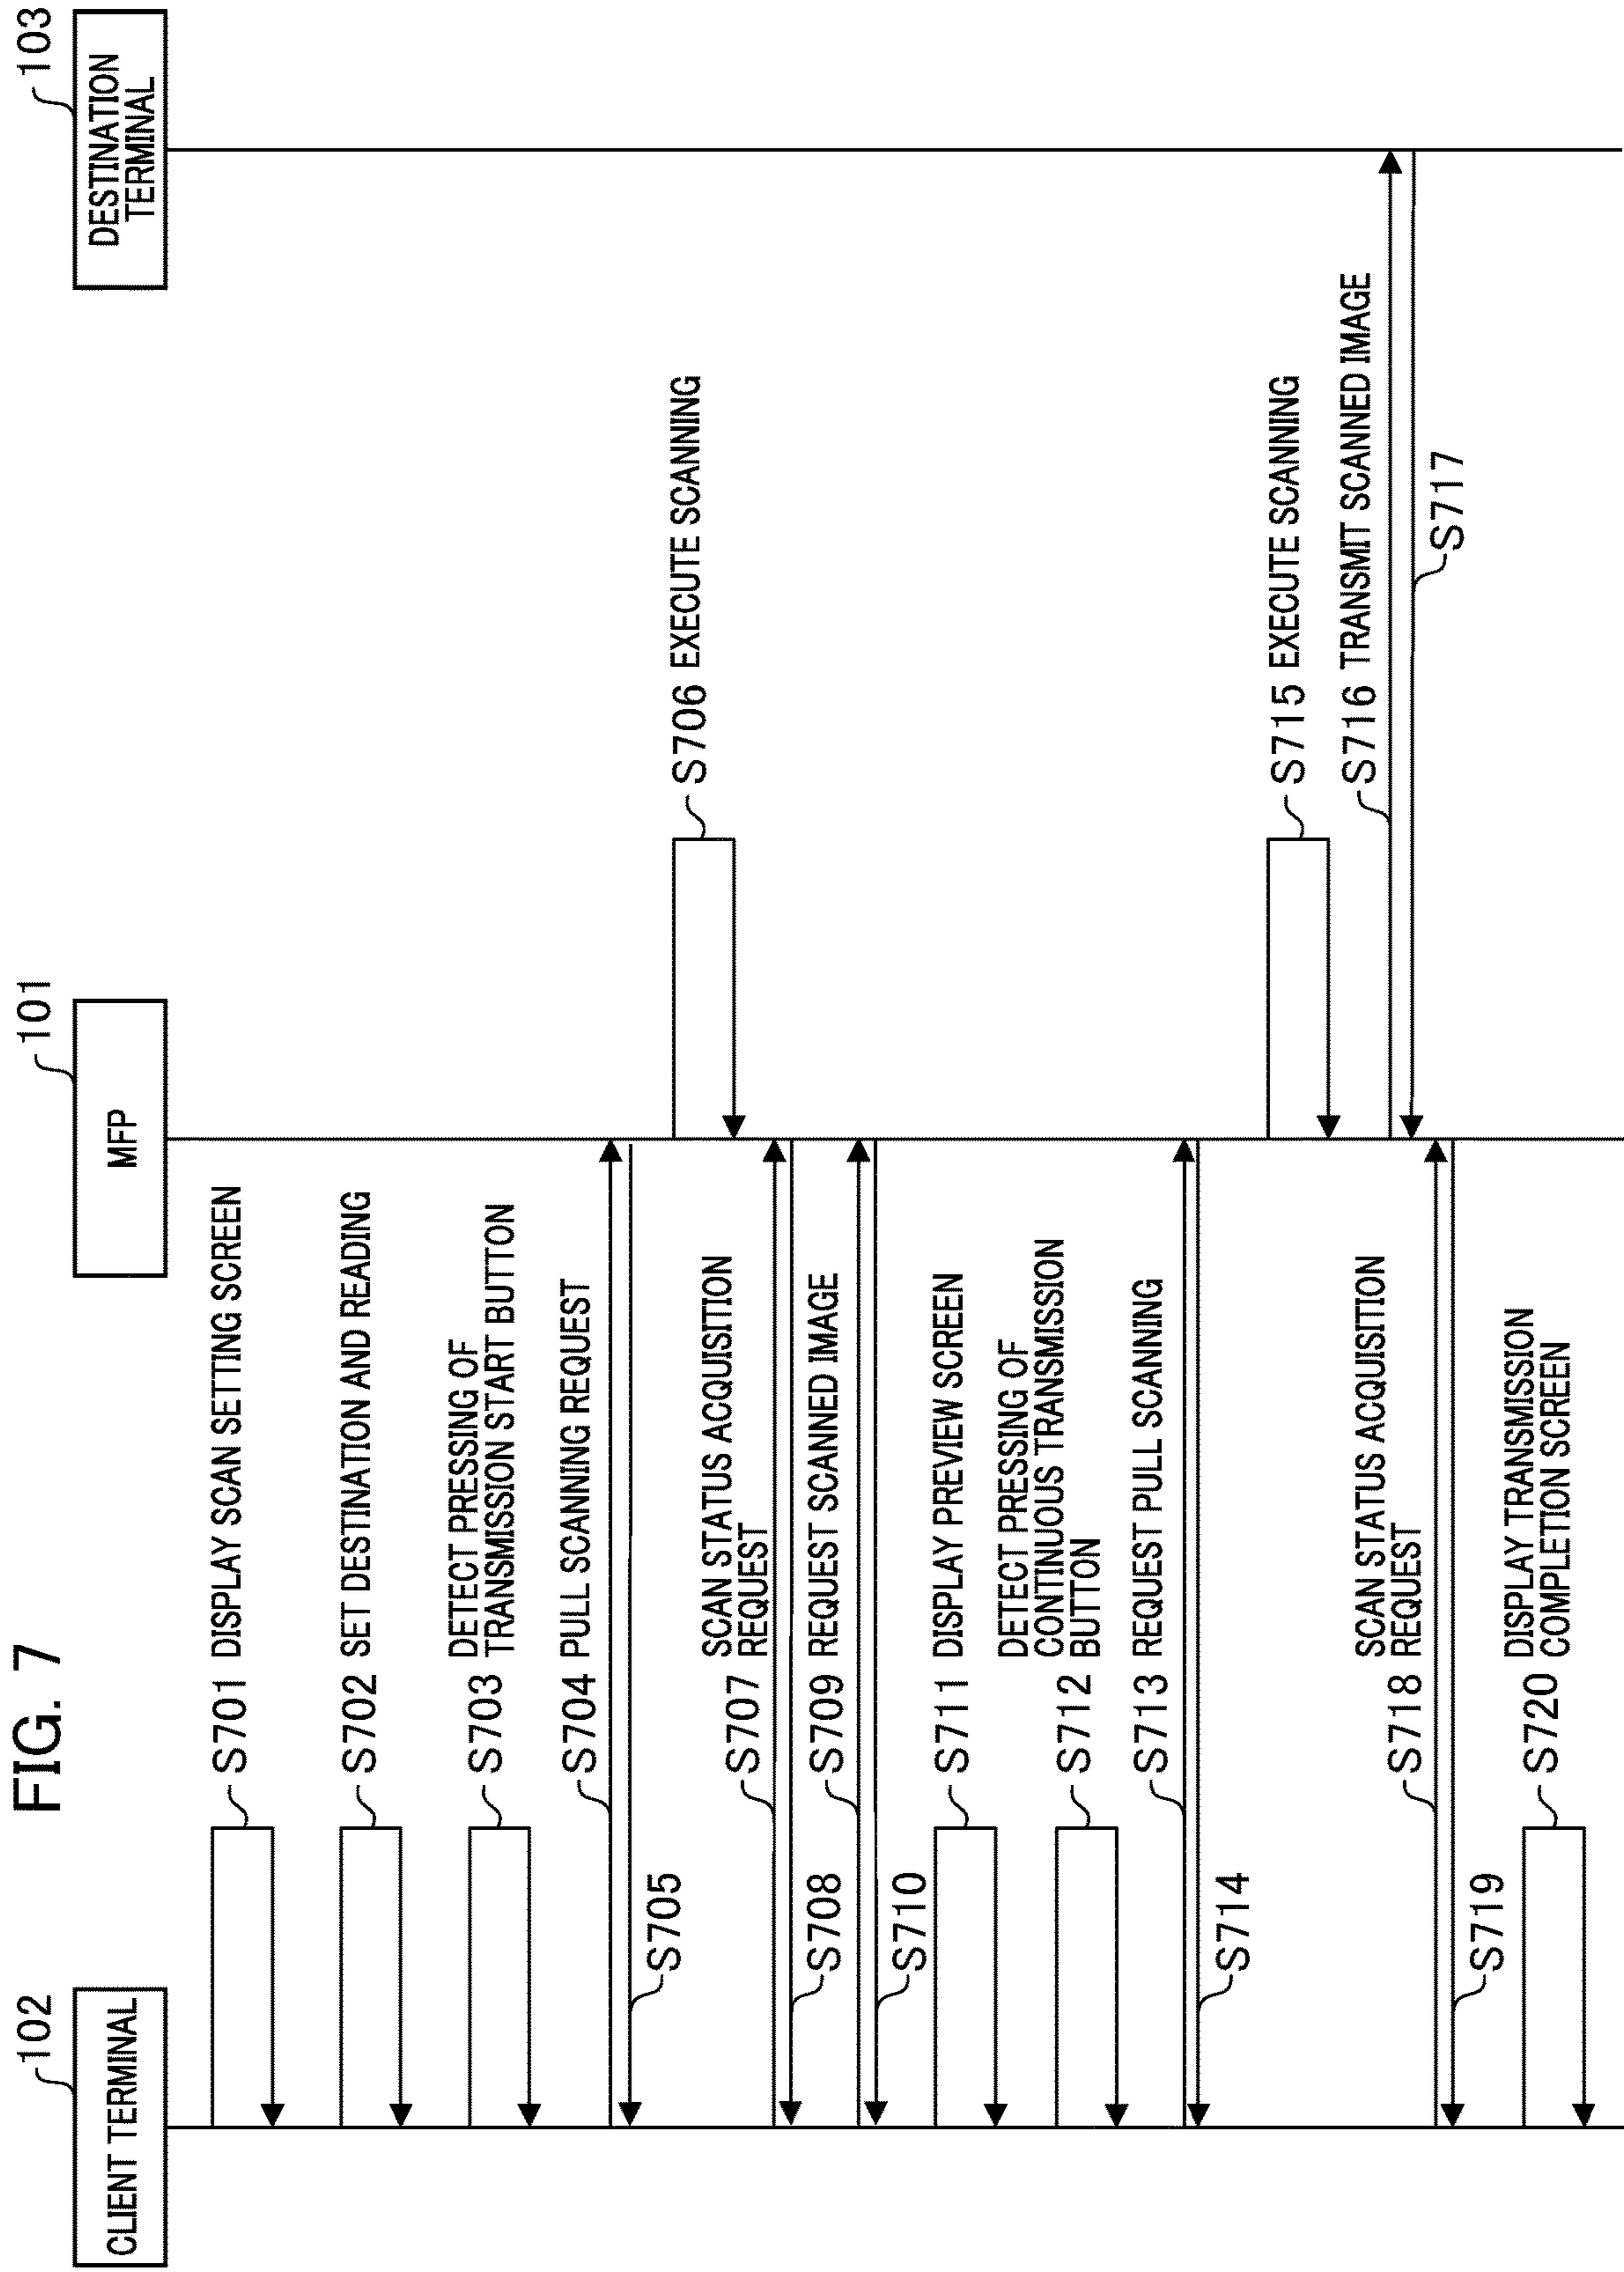 FIG. 7
102
CLIENT TERMINAL
101
MFP
103
DESTINATION
TERMINAL
S701 DISPLAY SCAN SETTING SCREEN
S702 SET DESTINATION AND READING
S703 DETECT PRESSING OF
TRANSMISSION START BUTTON
S704 PULL SCANNING REQUEST
S705
S706 EXECUTE SCANNING
S707 SCAN STATUS ACQUISITION
REQUEST
S708
S709 REQUEST SCANNED IMAGE
S710
S711 DISPLAY PREVIEW SCREEN
S712 DETECT PRESSING OF
CONTINUOUS TRANSMISSION
BUTTON
S713 REQUEST PULL SCANNING
S714
S715 EXECUTE SCANNING
S716 TRANSMIT SCANNED IMAGE
S717
S718 SCAN STATUS ACQUISITION
REQUEST
S719
S720 DISPLAY TRANSMISSION
COMPLETION SCREEN